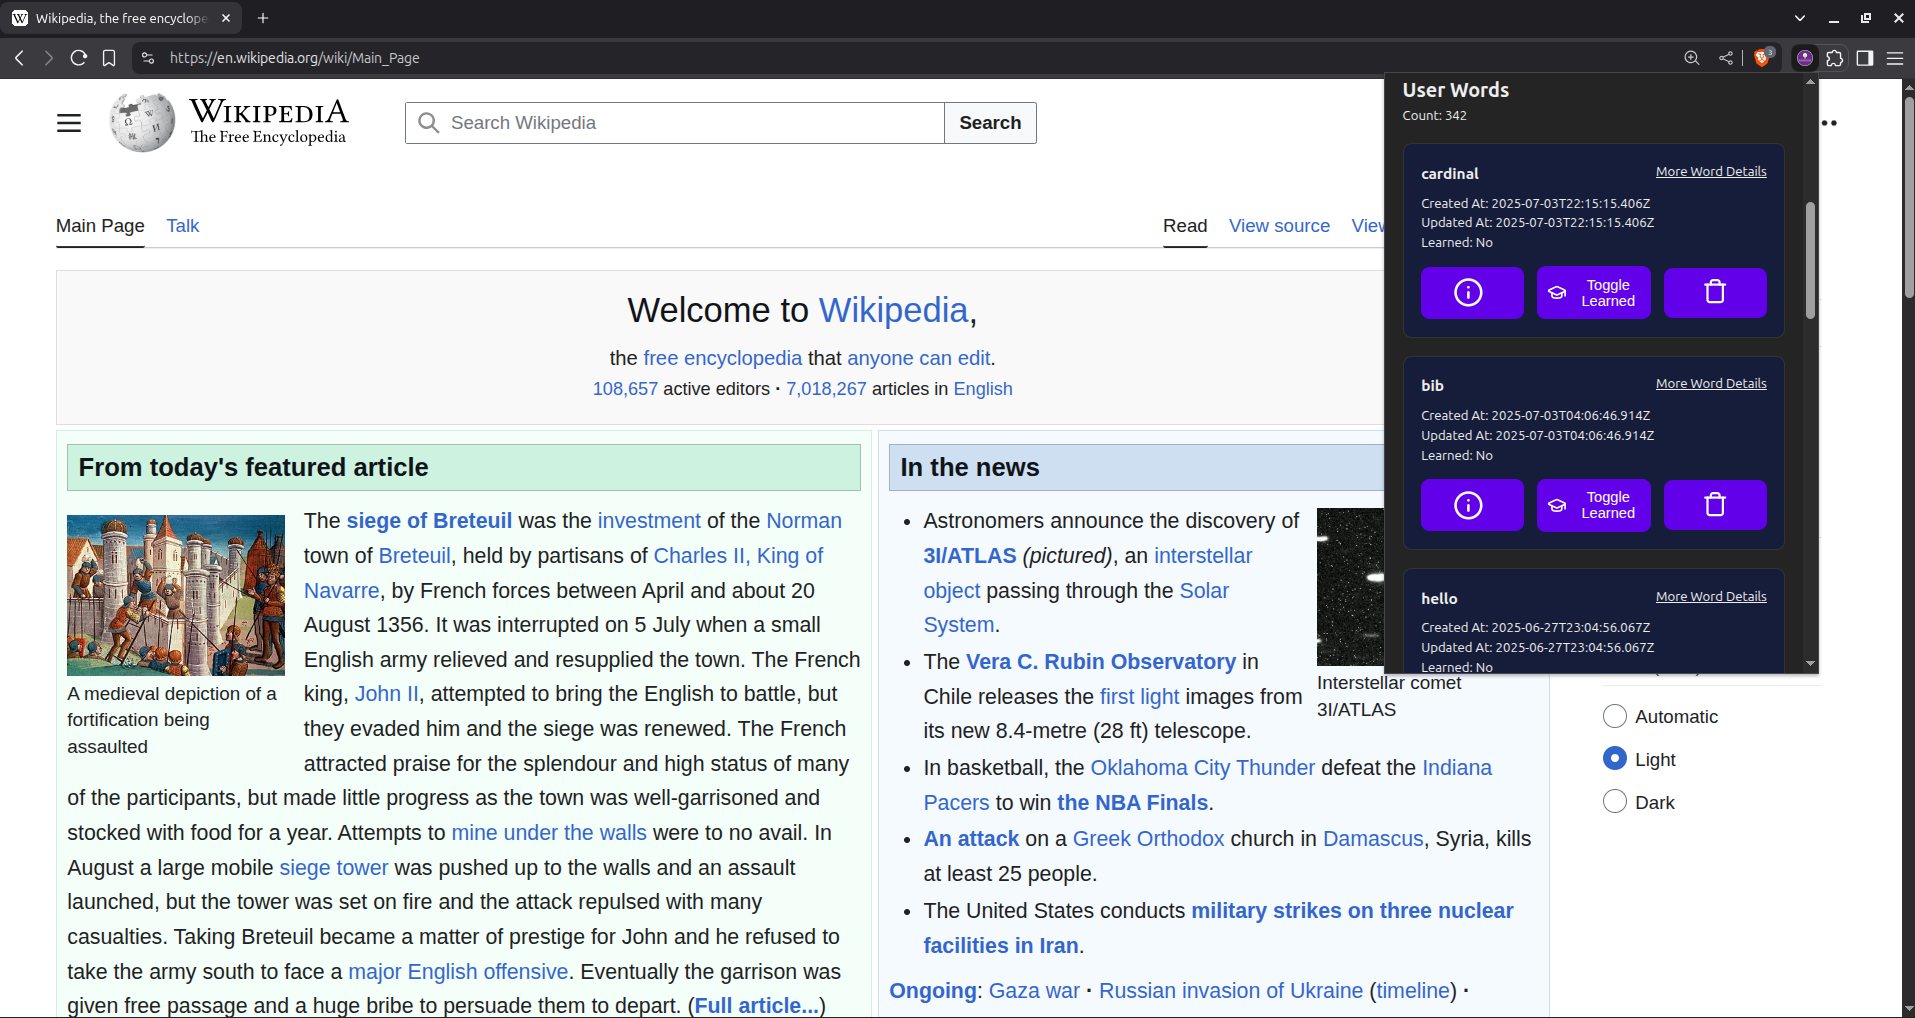 Wikipedia, the free encyclope
https://en.wikipedia.org/wiki/Main_Page
3
WIKIPEDIA
The Free Encyclopedia
Search Wikipedia
Search
Main Page
Talk
Read
View source
View
Welcome to Wikipedia,
the free encyclopedia that anyone can edit.
108,657 active editors · 7,018,267 articles in English
From today's featured article
The siege of Breteuil was the investment of the Norman
town of Breteuil, held by partisans of Charles II, King of
Navarre, by French forces between April and about 20
August 1356. It was interrupted on 5 July when a small
English army relieved and resupplied the town. The French
king, John II, attempted to bring the English to battle, but
they evaded him and the siege was renewed. The French
attracted praise for the splendour and high status of many
of the participants, but made little progress as the town was well-garrisoned and
stocked with food for a year. Attempts to mine under the walls were to no avail. In
August a large mobile siege tower was pushed up to the walls and an assault
launched, but the tower was set on fire and the attack repulsed with many
casualties. Taking Breteuil became a matter of prestige for John and he refused to
take the army south to face a major English offensive. Eventually the garrison was
given free passage and a huge bribe to persuade them to depart. (Full article...)
A medieval depiction of a
fortification being
assaulted
In the news
• Astronomers announce the discovery of
3I/ATLAS (pictured), an interstellar
object passing through the Solar
System.
• The Vera C. Rubin Observatory in
Chile releases the first light images from
its new 8.4-metre (28 ft) telescope.
• In basketball, the Oklahoma City Thunder defeat the Indiana
Pacers to win the NBA Finals.
• An attack on a Greek Orthodox church in Damascus, Syria, kills
at least 25 people.
• The United States conducts military strikes on three nuclear
facilities in Iran.
Ongoing: Gaza war · Russian invasion of Ukraine (timeline) ·
Interstellar comet
3I/ATLAS
User Words
Count: 342
cardinal
More Word Details
Created At: 2025-07-03T22:15:15.406Z
Updated At: 2025-07-03T22:15:15.406Z
Learned: No
Toggle
Learned
bib
More Word Details
Created At: 2025-07-03T04:06:46.914Z
Updated At: 2025-07-03T04:06:46.914Z
Learned: No
Toggle
Learned
hello
More Word Details
Created At: 2025-06-27T23:04:56.067Z
Updated At: 2025-06-27T23:04:56.067Z
Learned: No
Automatic
Light
Dark